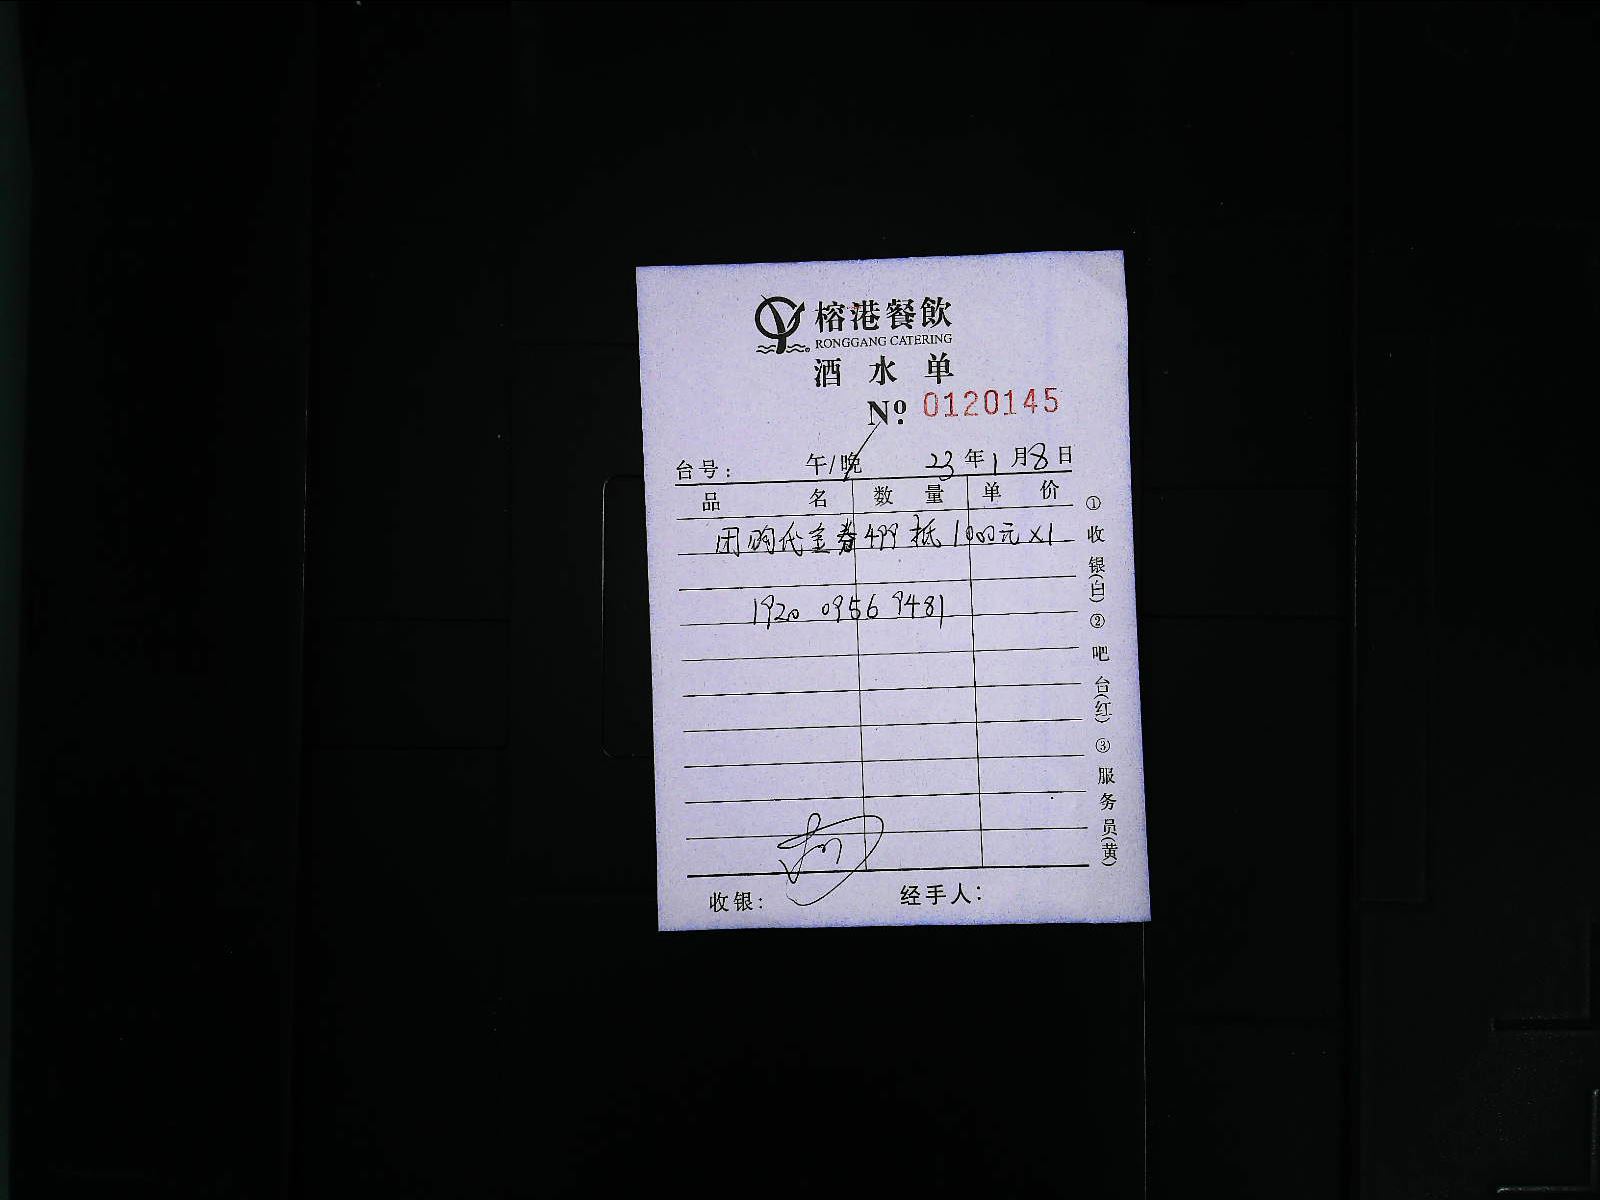 榕港餐飲
RONGGANG CATERING
酒水单
№ 0120145
台号: 午/晚 23年1月8日
品名 数量 单价
团购代金券499抵1000元×1
1920 0956 9481
收银: 经手人:
①收银(白)②吧台(红)③服务员(黄)